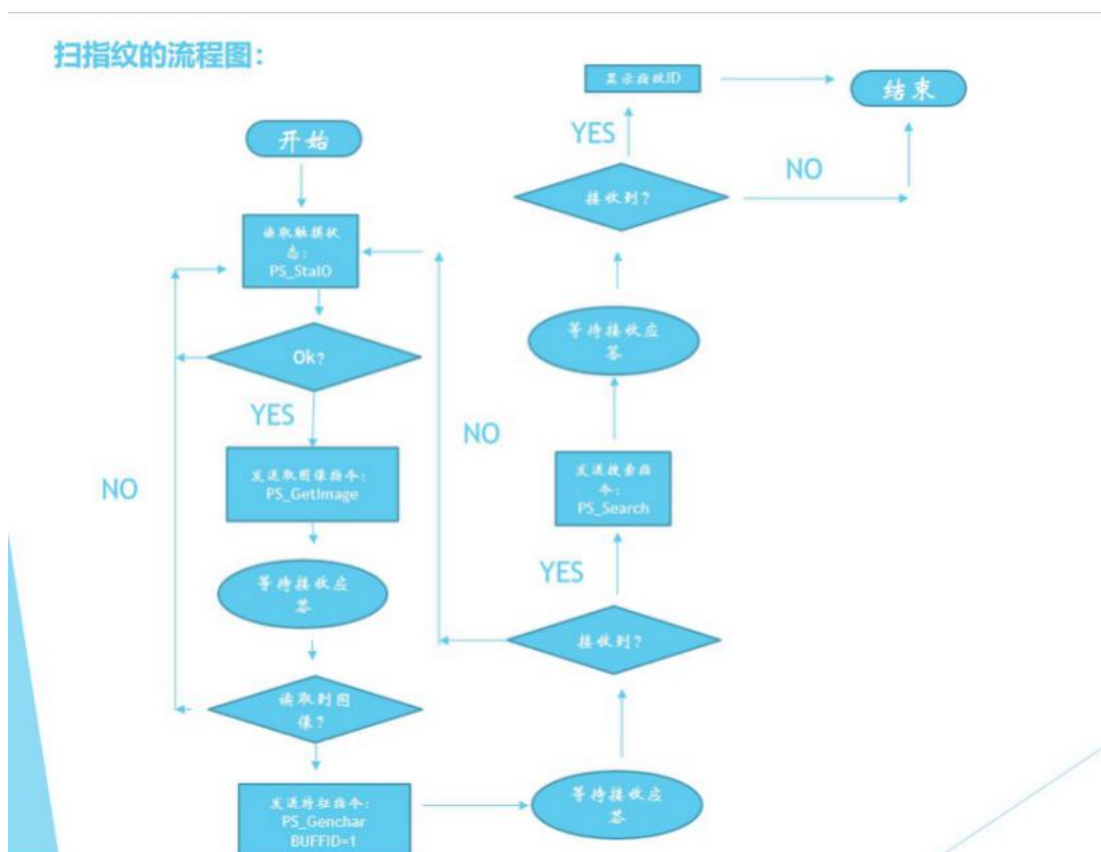 扫指纹的流程图：
开始
读取触摸状
态：
PS_StaIO
Ok?
YES
发送取图像指令：
PS_GetImage
NO
等待接收应
答
读取到图
像？
发送特征指令：
PS_Genchar
BUFFID=1
等待接收应
答
接收到？
NO
YES
发送搜索指
令：
PS_Search
等待接收应
答
接收到？
YES
NO
显示指纹ID
结束